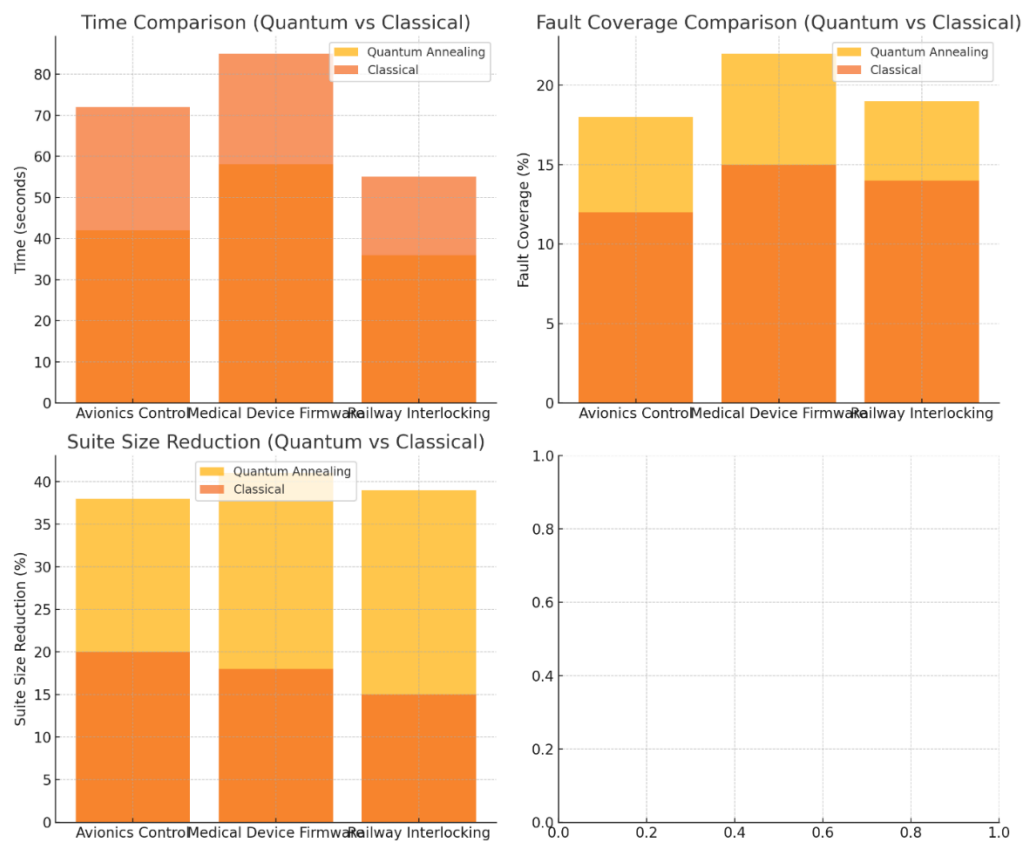 Time Comparison (Quantum vs Classical)
Quantum Annealing
Classical
80
70
60
50
40
30
20
10
0
Time (seconds)
Avionics Control
Medical Device Firmware
Railway Interlocking
Fault Coverage Comparison (Quantum vs Classical)
Quantum Annealing
Classical
20
15
10
5
0
Fault Coverage (%)
Avionics Control
Medical Device Firmware
Railway Interlocking
Suite Size Reduction (Quantum vs Classical)
Quantum Annealing
Classical
40
35
30
25
20
15
10
5
0
Suite Size Reduction (%)
Avionics Control
Medical Device Firmware
Railway Interlocking
1.0
0.8
0.6
0.4
0.2
0.0
0.0 0.2 0.4 0.6 0.8 1.0